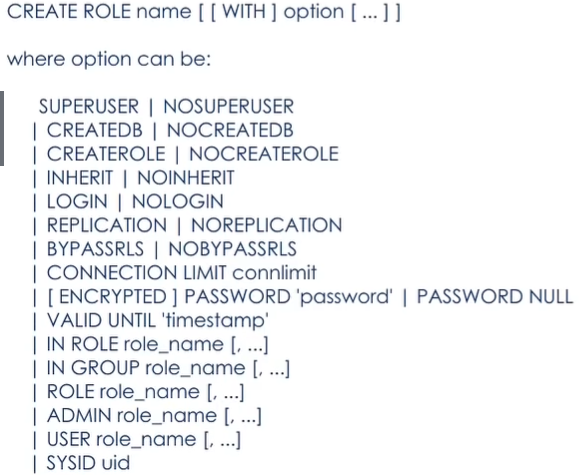 CREATE ROLE name [ [ WITH ] option [ ... ] ]
where option can be:
SUPERUSER | NOSUPERUSER
| CREATEDB | NOCREATEDB
| CREATEROLE | NOCREATEROLE
| INHERIT | NOINHERIT
| LOGIN | NOLOGIN
| REPLICATION | NOREPLICATION
| BYPASSRLS | NOBYPASSRLS
| CONNECTION LIMIT connlimit
| [ ENCRYPTED ] PASSWORD 'password' | PASSWORD NULL
| VALID UNTIL 'timestamp'
| IN ROLE role_name [, ...]
| IN GROUP role_name [, ...]
| ROLE role_name [, ...]
| ADMIN role_name [, ...]
| USER role_name [, ...]
| SYSID uid